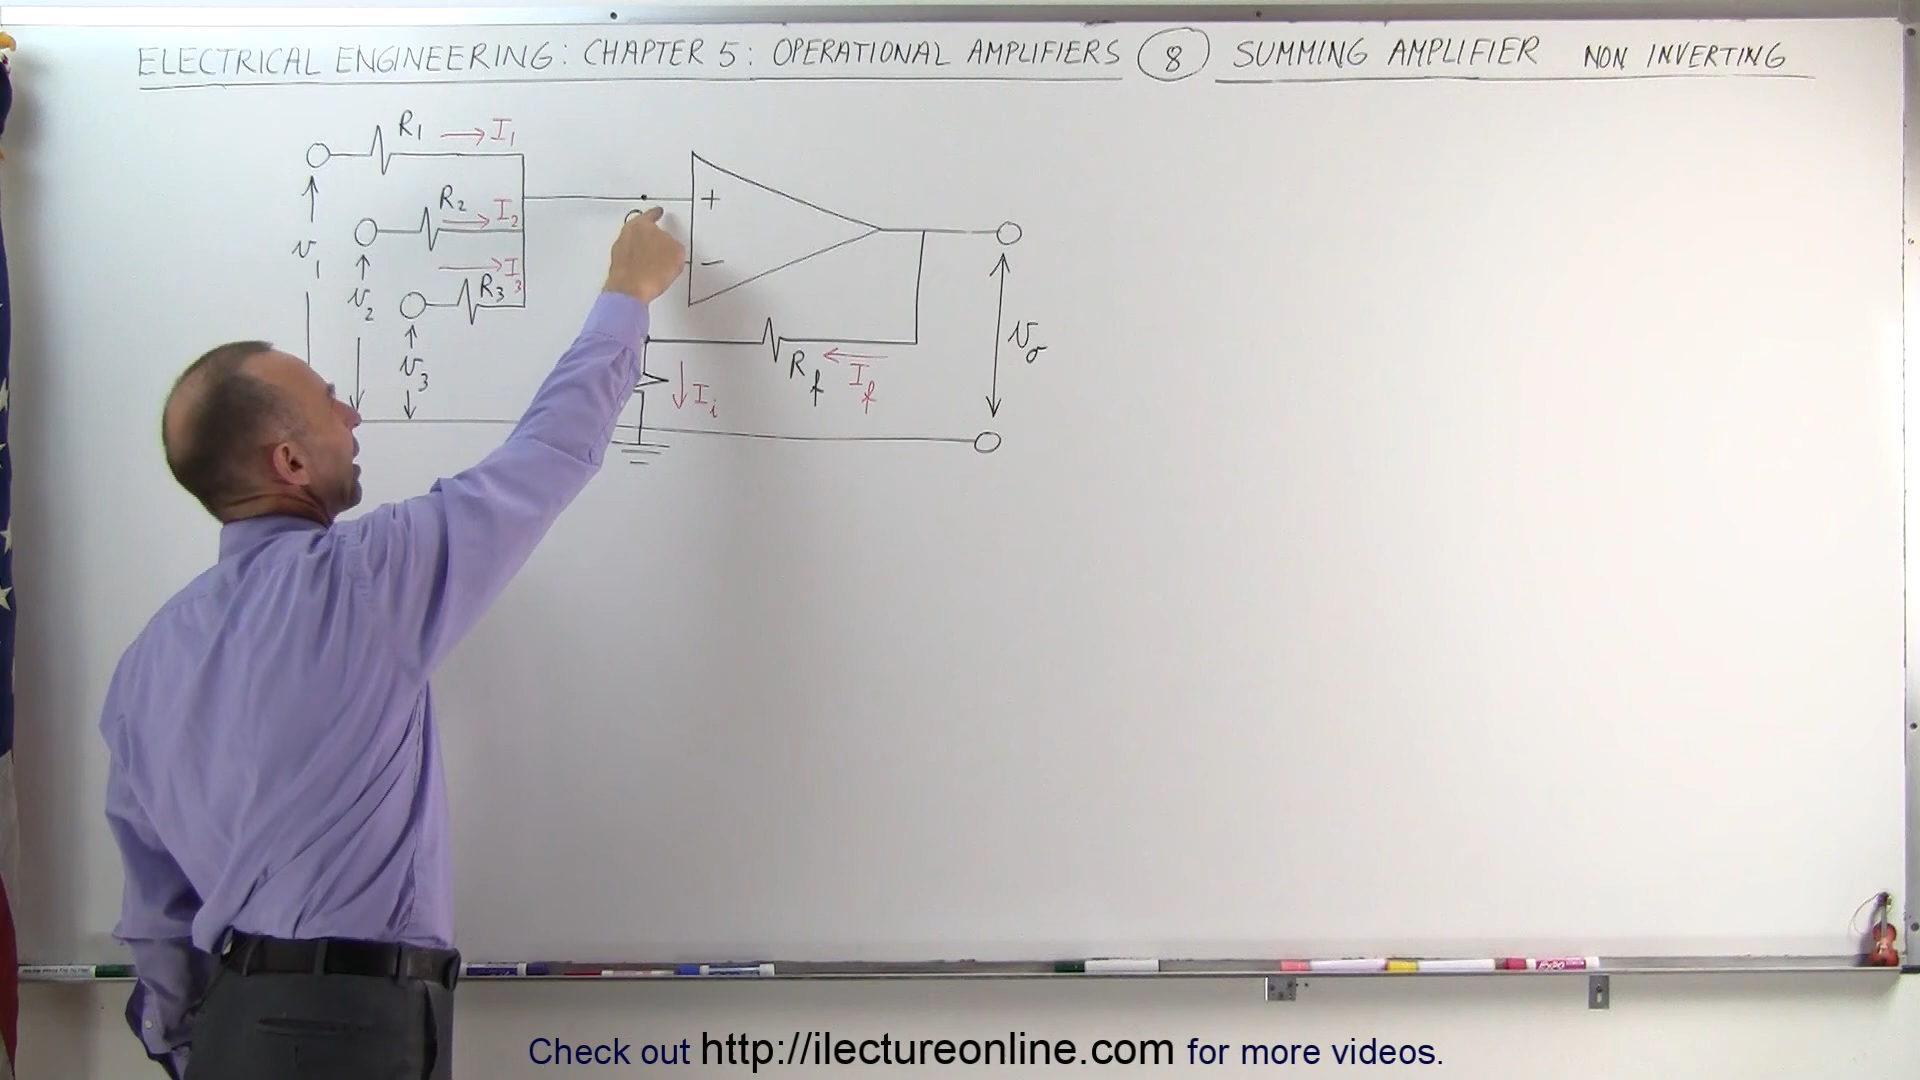 ELECTRICAL ENGINEERING: CHAPTER 5: OPERATIONAL AMPLIFIERS 8 SUMMING AMPLIFIER NON INVERTING
R1 I1
R2 I2
I3
R3
+
−
v1
v2
v3
Rf If
Ii
vo
EXPO
Check out http://ilectureonline.com for more videos.